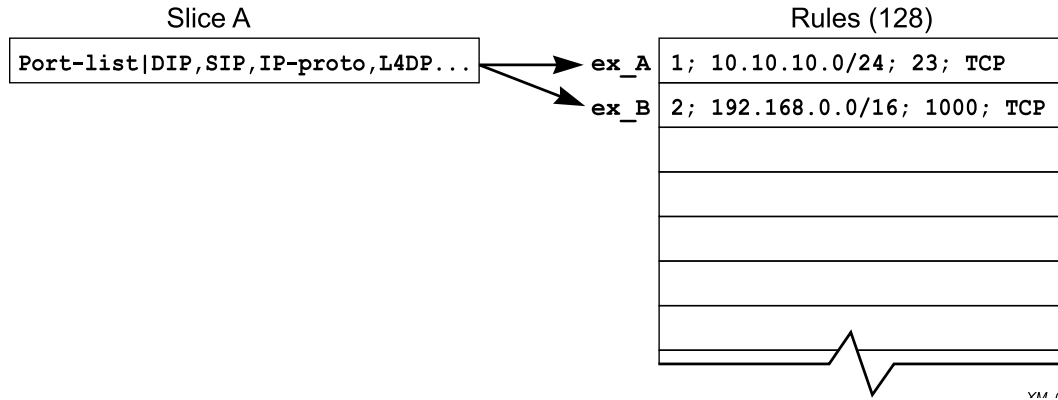 Slice A
Rules (128)
Port-list|DIP,SIP,IP-proto,L4DP...
ex_A
1; 10.10.10.0/24; 23; TCP
ex_B
2; 192.168.0.0/16; 1000; TCP